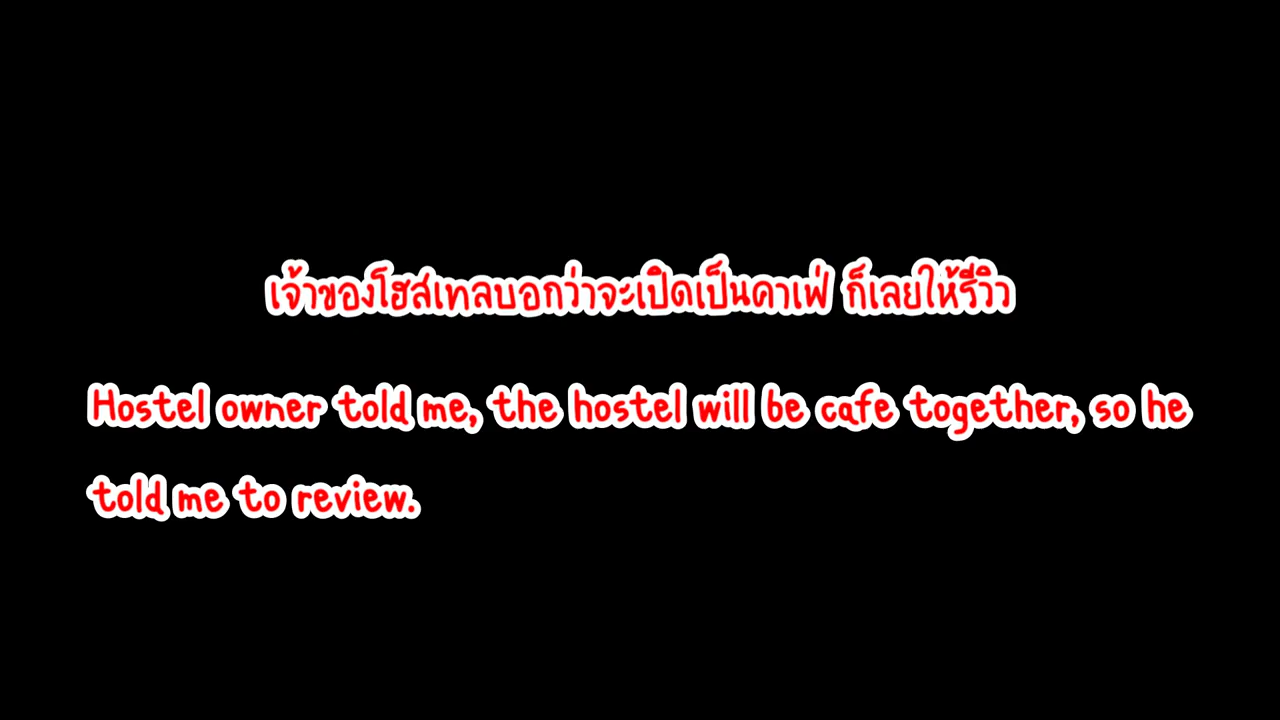 เจ้าของโฮสเทลบอกว่าจะเปิดเป็นคาเฟ่ ก็เลยให้รีวิว
Hostel owner told me, the hostel will be cafe together, so he
told me to review.